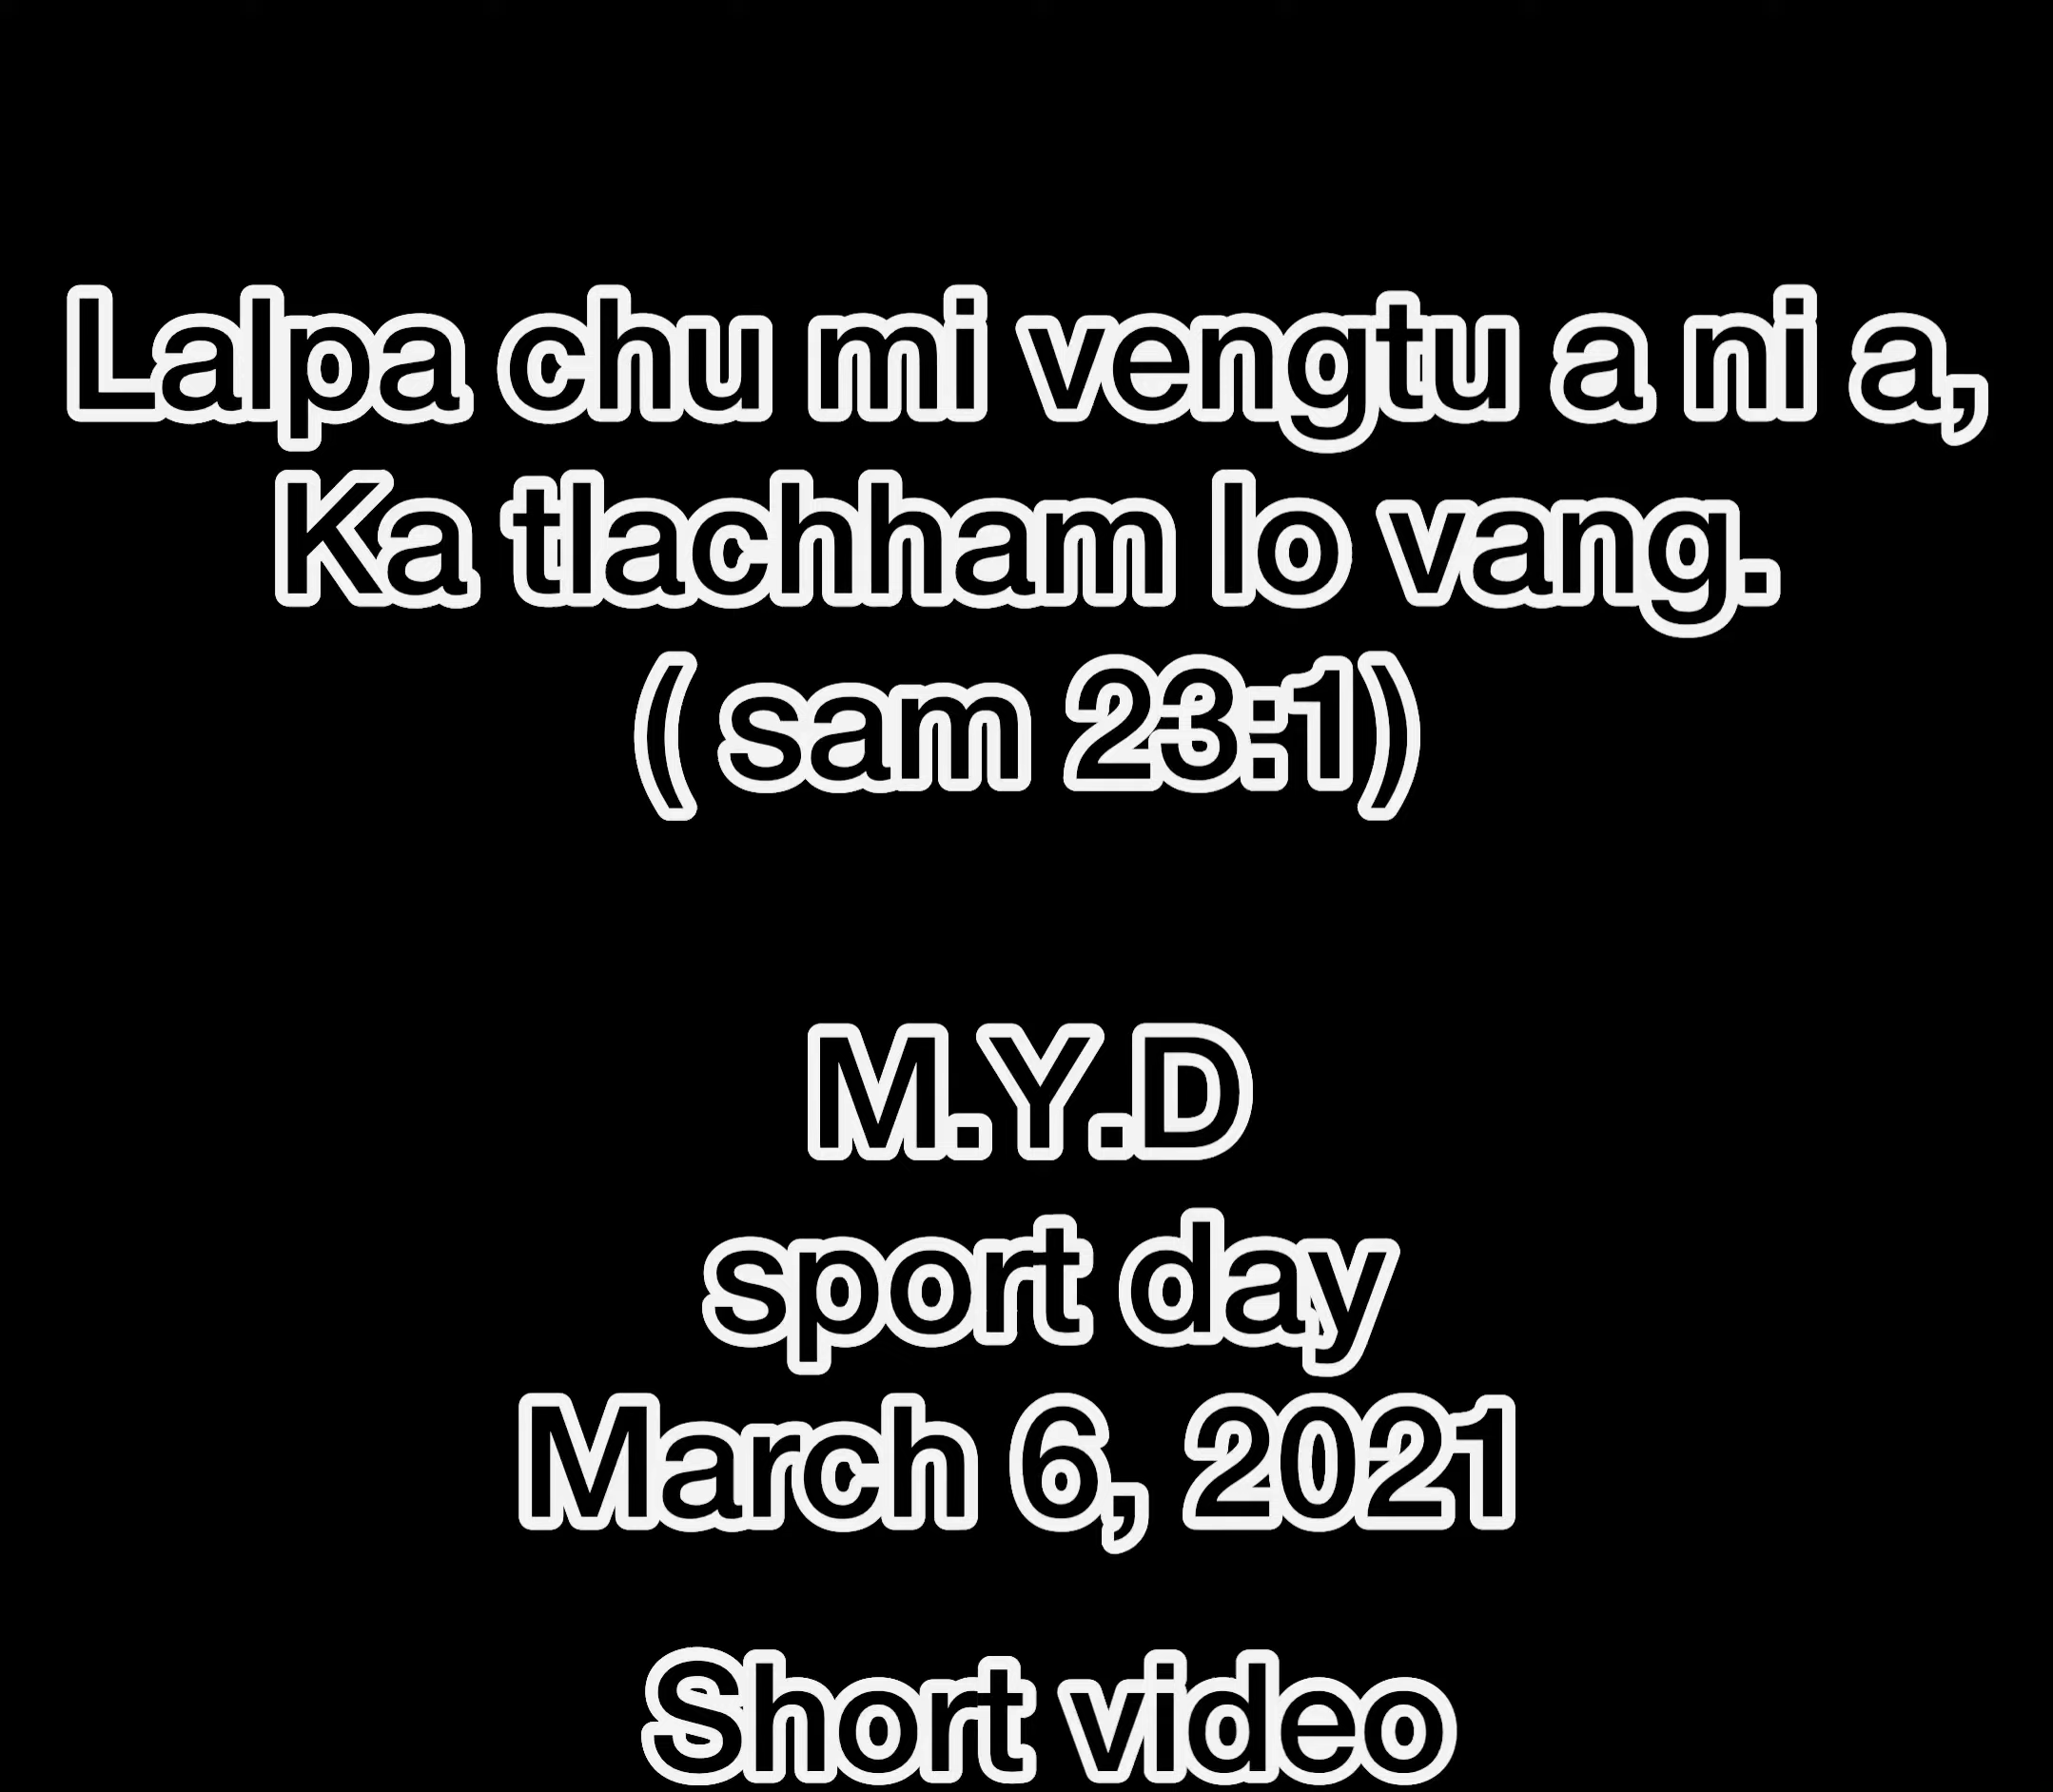 Lalpa chu mi vengtu a ni a,
Ka tlachham lo vang.
( sam 23:1)
M.Y.D
sport day
March 6, 2021
Short video